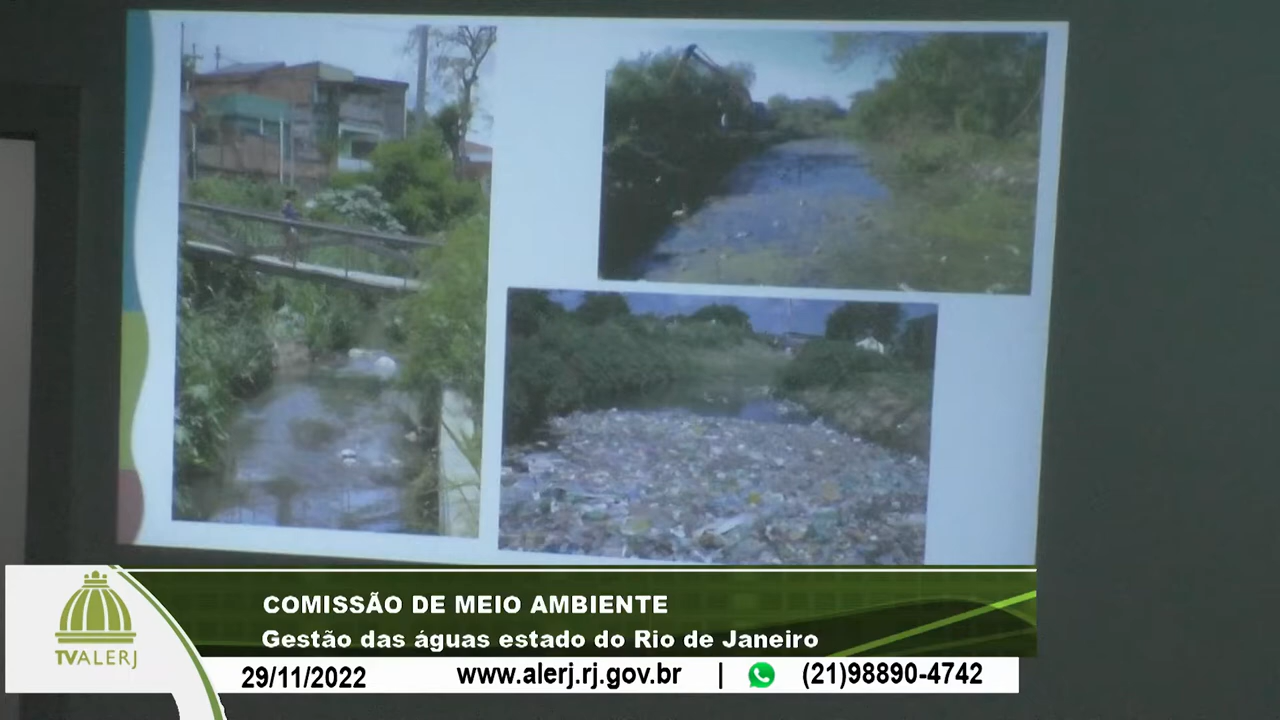 COMISSÃO DE MEIO AMBIENTE
Gestão das águas estado do Rio de Janeiro
TVALERJ
29/11/2022 www.alerj.rj.gov.br | (21)98890-4742